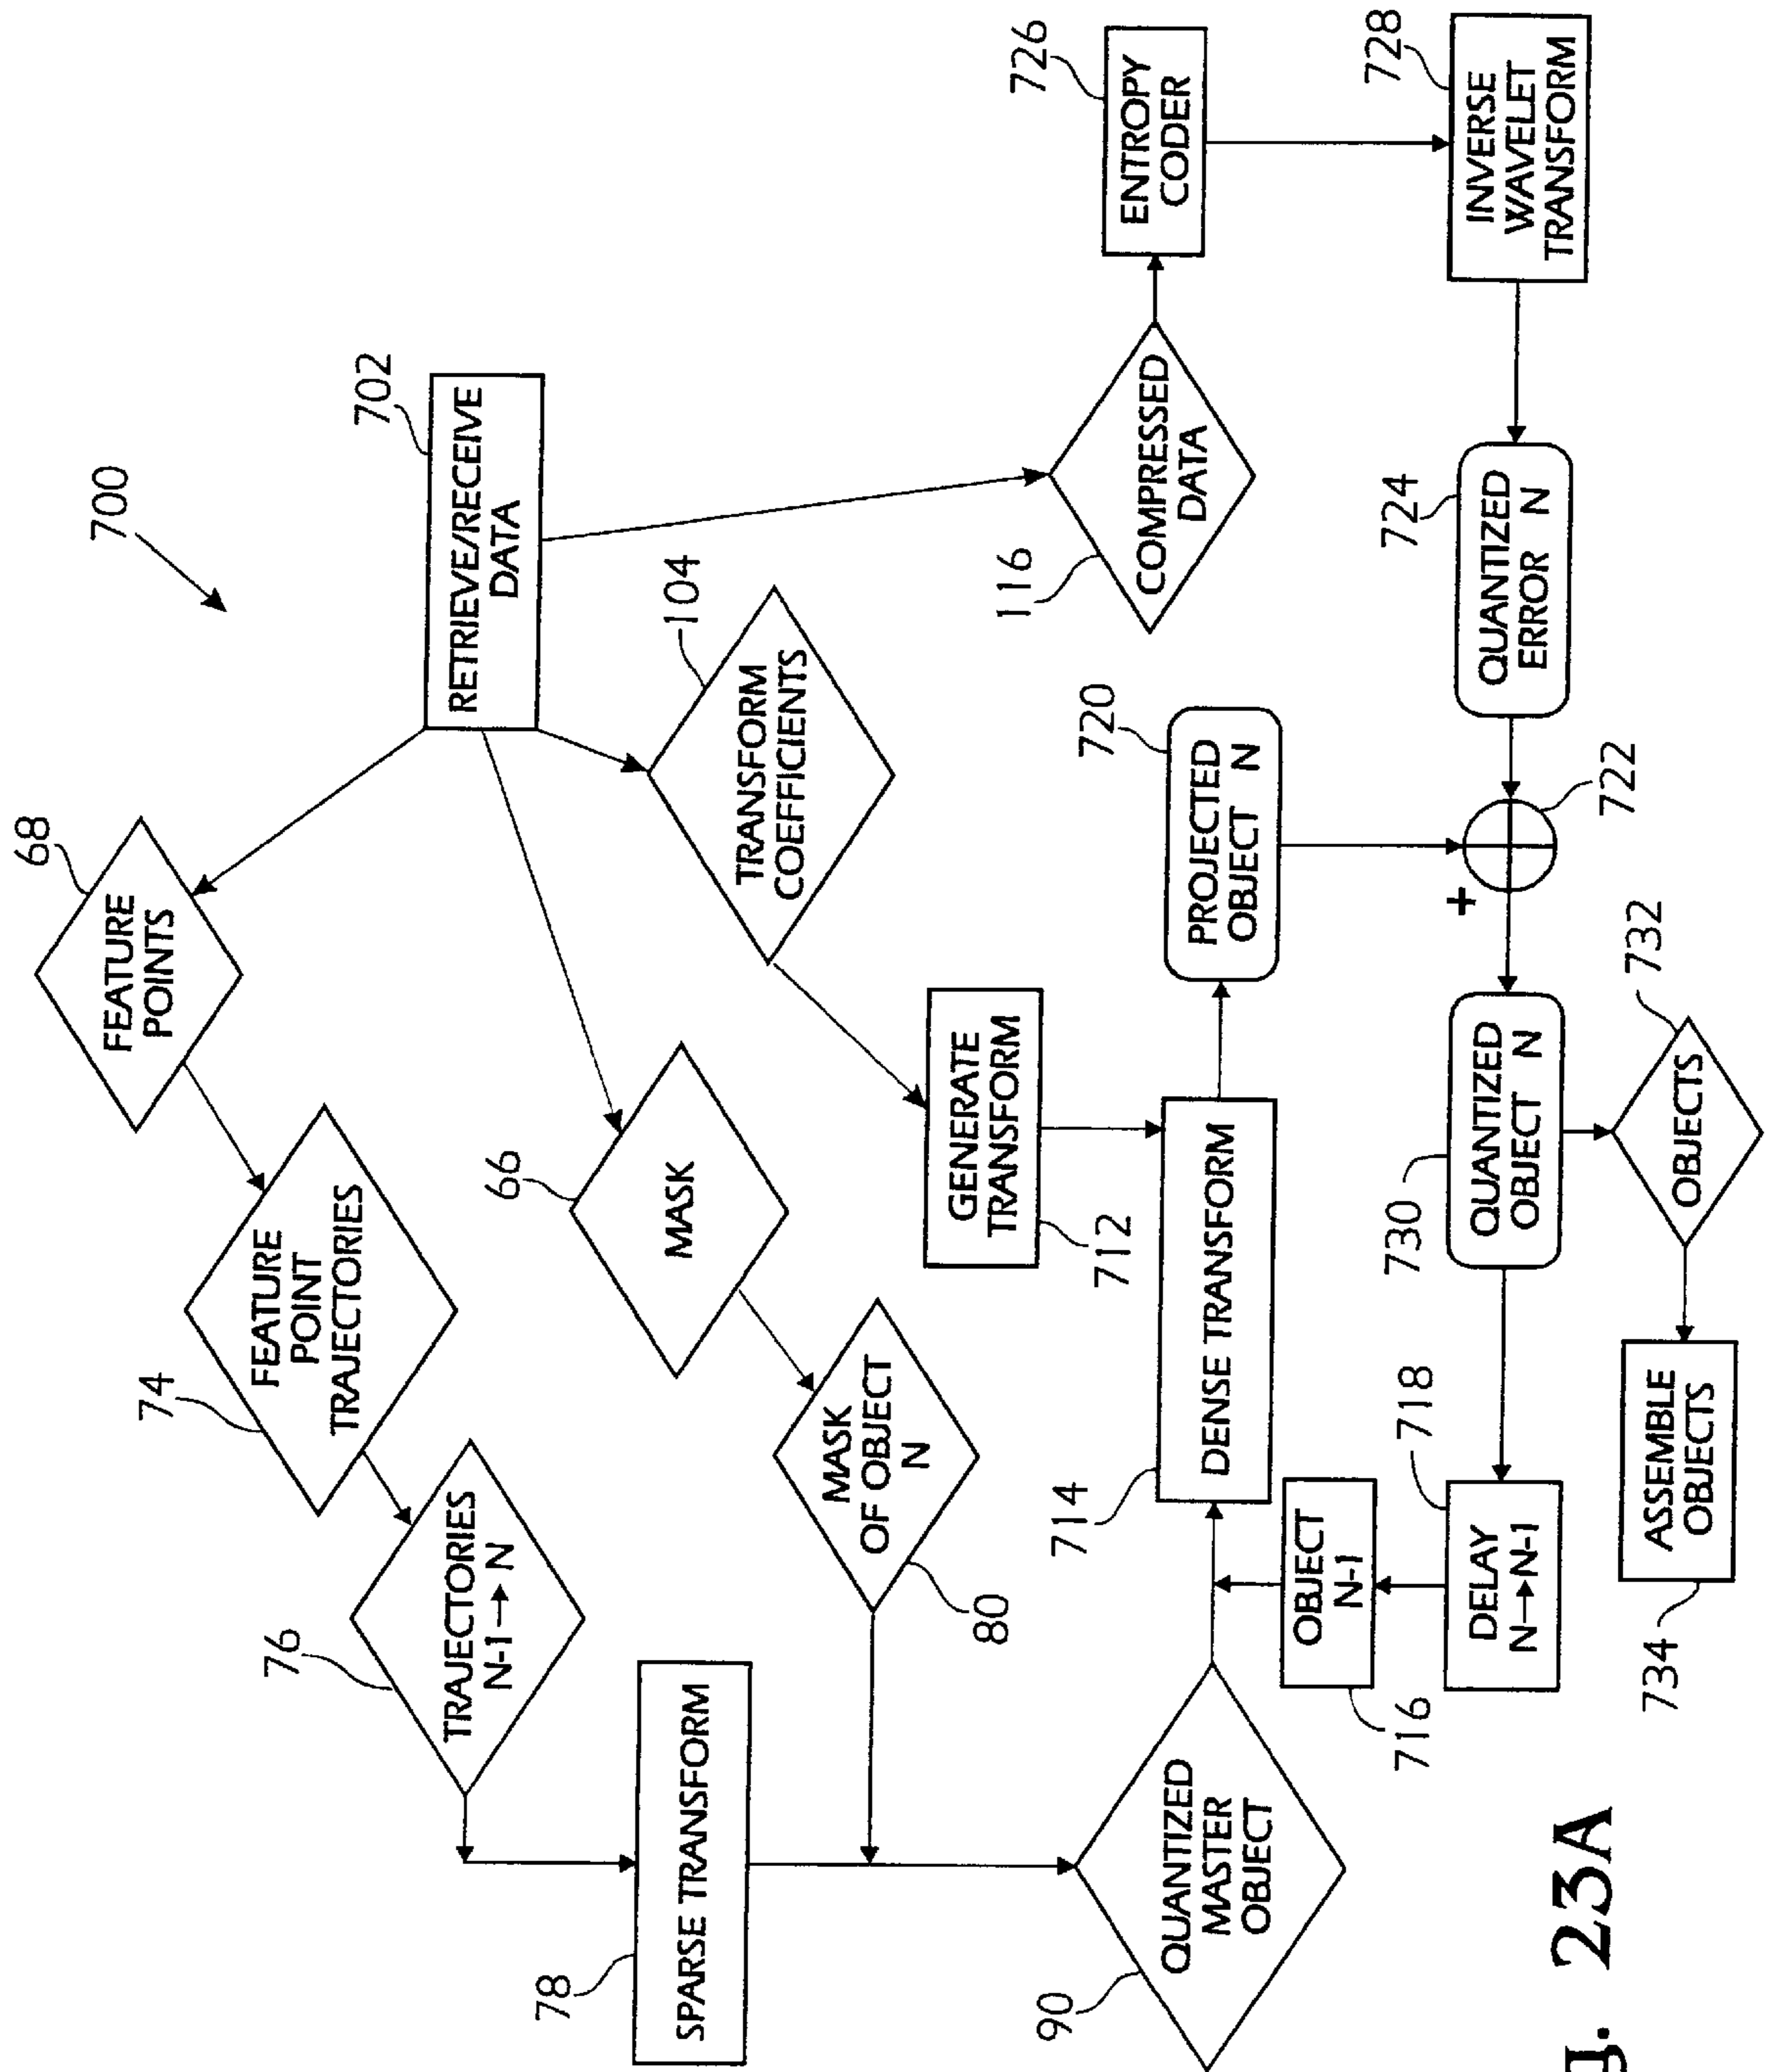 700
702
RETRIEVE/RECEIVE
DATA
68
FEATURE
POINTS
74
FEATURE
POINT
TRAJECTORIES
76
TRAJECTORIES
N-1→N
78
SPARSE TRANSFORM
66
MASK
80
MASK
OF OBJECT
N
104
TRANSFORM
COEFFICIENTS
712
GENERATE
TRANSFORM
90
QUANTIZED
MASTER
OBJECT
714
DENSE TRANSFORM
720
PROJECTED
OBJECT N
116
COMPRESSED
DATA
726
ENTROPY
CODER
728
INVERSE
WAVELET
TRANSFORM
724
QUANTIZED
ERROR N
722
+
730
QUANTIZED
OBJECT N
716
OBJECT
N-1
718
DELAY
N→N-1
732
OBJECTS
734
ASSEMBLE
OBJECTS
g. 23A